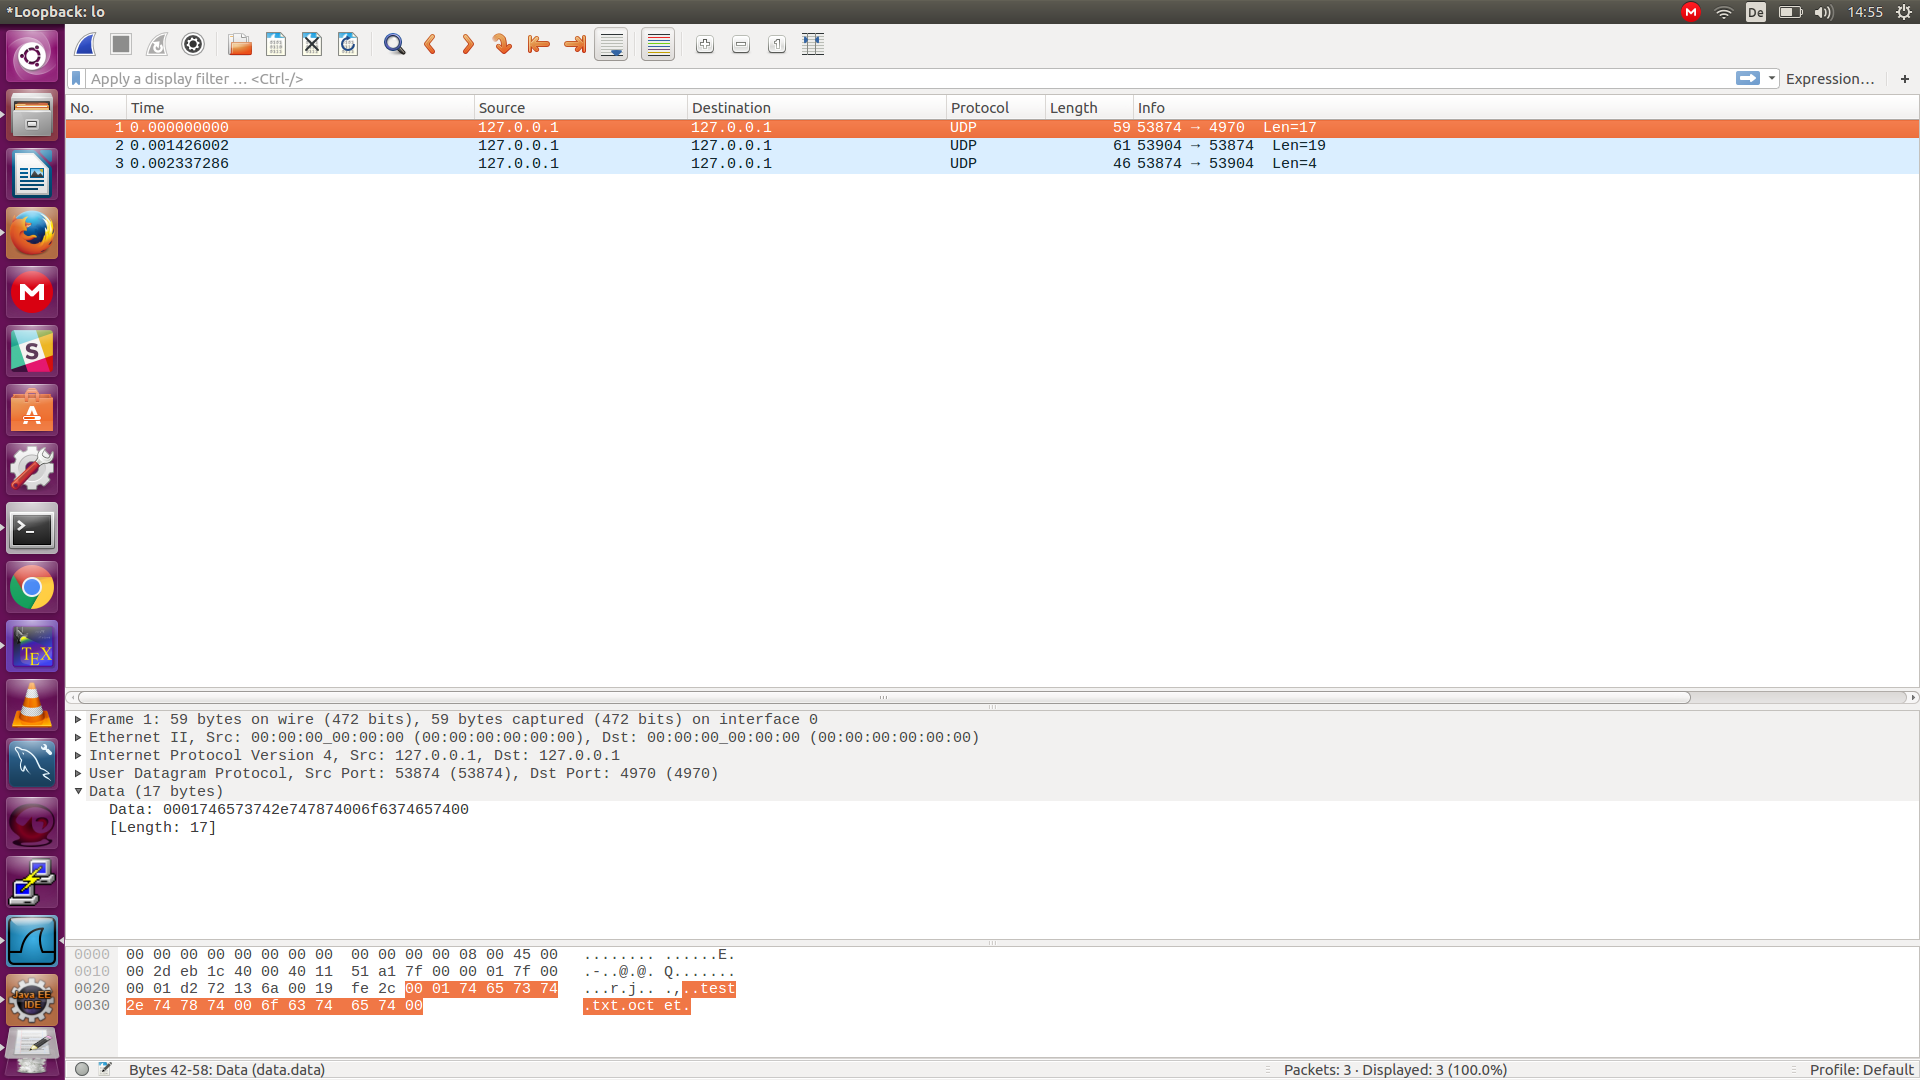 *Loopback: lo
M
De
14:55
Apply a display filter … <Ctrl-/>
Expression…
+
No. Time Source Destination Protocol Length Info
1 0.000000000 127.0.0.1 127.0.0.1 UDP 59 53874 → 4970 Len=17
2 0.001426002 127.0.0.1 127.0.0.1 UDP 61 53904 → 53874 Len=19
3 0.002337286 127.0.0.1 127.0.0.1 UDP 46 53874 → 53904 Len=4
M
S
A
>_
TEX
Java EE
IDE
Frame 1: 59 bytes on wire (472 bits), 59 bytes captured (472 bits) on interface 0
Ethernet II, Src: 00:00:00_00:00:00 (00:00:00:00:00:00), Dst: 00:00:00_00:00:00 (00:00:00:00:00:00)
Internet Protocol Version 4, Src: 127.0.0.1, Dst: 127.0.0.1
User Datagram Protocol, Src Port: 53874 (53874), Dst Port: 4970 (4970)
Data (17 bytes)
Data: 0001746573742e747874006f6374657400
[Length: 17]
0000 00 00 00 00 00 00 00 00 00 00 00 00 08 00 45 00 ........ ......E.
0010 00 2d eb 1c 40 00 40 11 51 a1 7f 00 00 01 7f 00 .-..@.@. Q.......
0020 00 01 d2 72 13 6a 00 19 fe 2c 00 01 74 65 73 74 ...r.j.. .,..test
0030 2e 74 78 74 00 6f 63 74 65 74 00 .txt.oct et.
Bytes 42-58: Data (data.data)
Packets: 3 · Displayed: 3 (100.0%)
Profile: Default